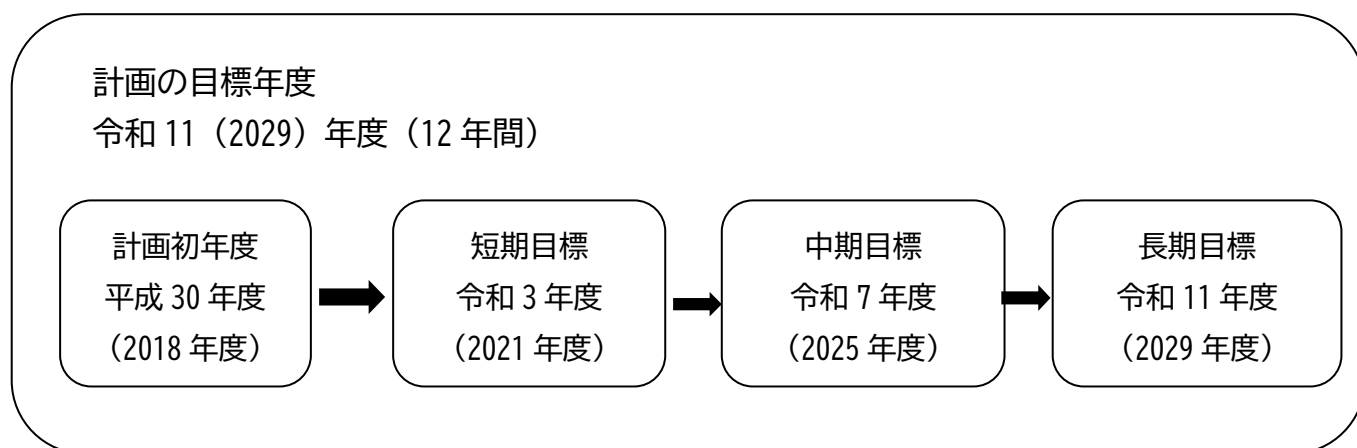 計画の目標年度
令和 11（2029）年度（12 年間）
計画初年度
平成 30 年度
（2018 年度）
短期目標
令和 3 年度
（2021 年度）
中期目標
令和 7 年度
（2025 年度）
長期目標
令和 11 年度
（2029 年度）